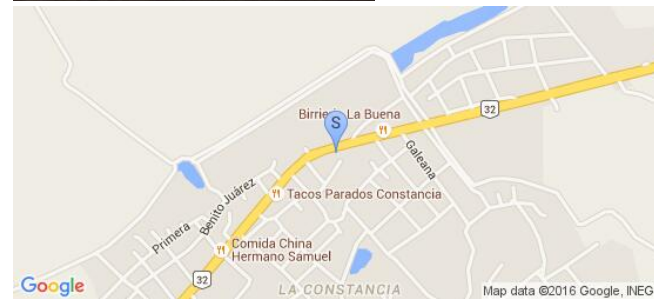 Birriería La Buena
S
32
Galeana
Benito Juárez
Tacos Parados Constancia
Primera
Comida China
Hermano Samuel
32
LA CONSTANCIA
Google
Map data ©2016 Google, INEG